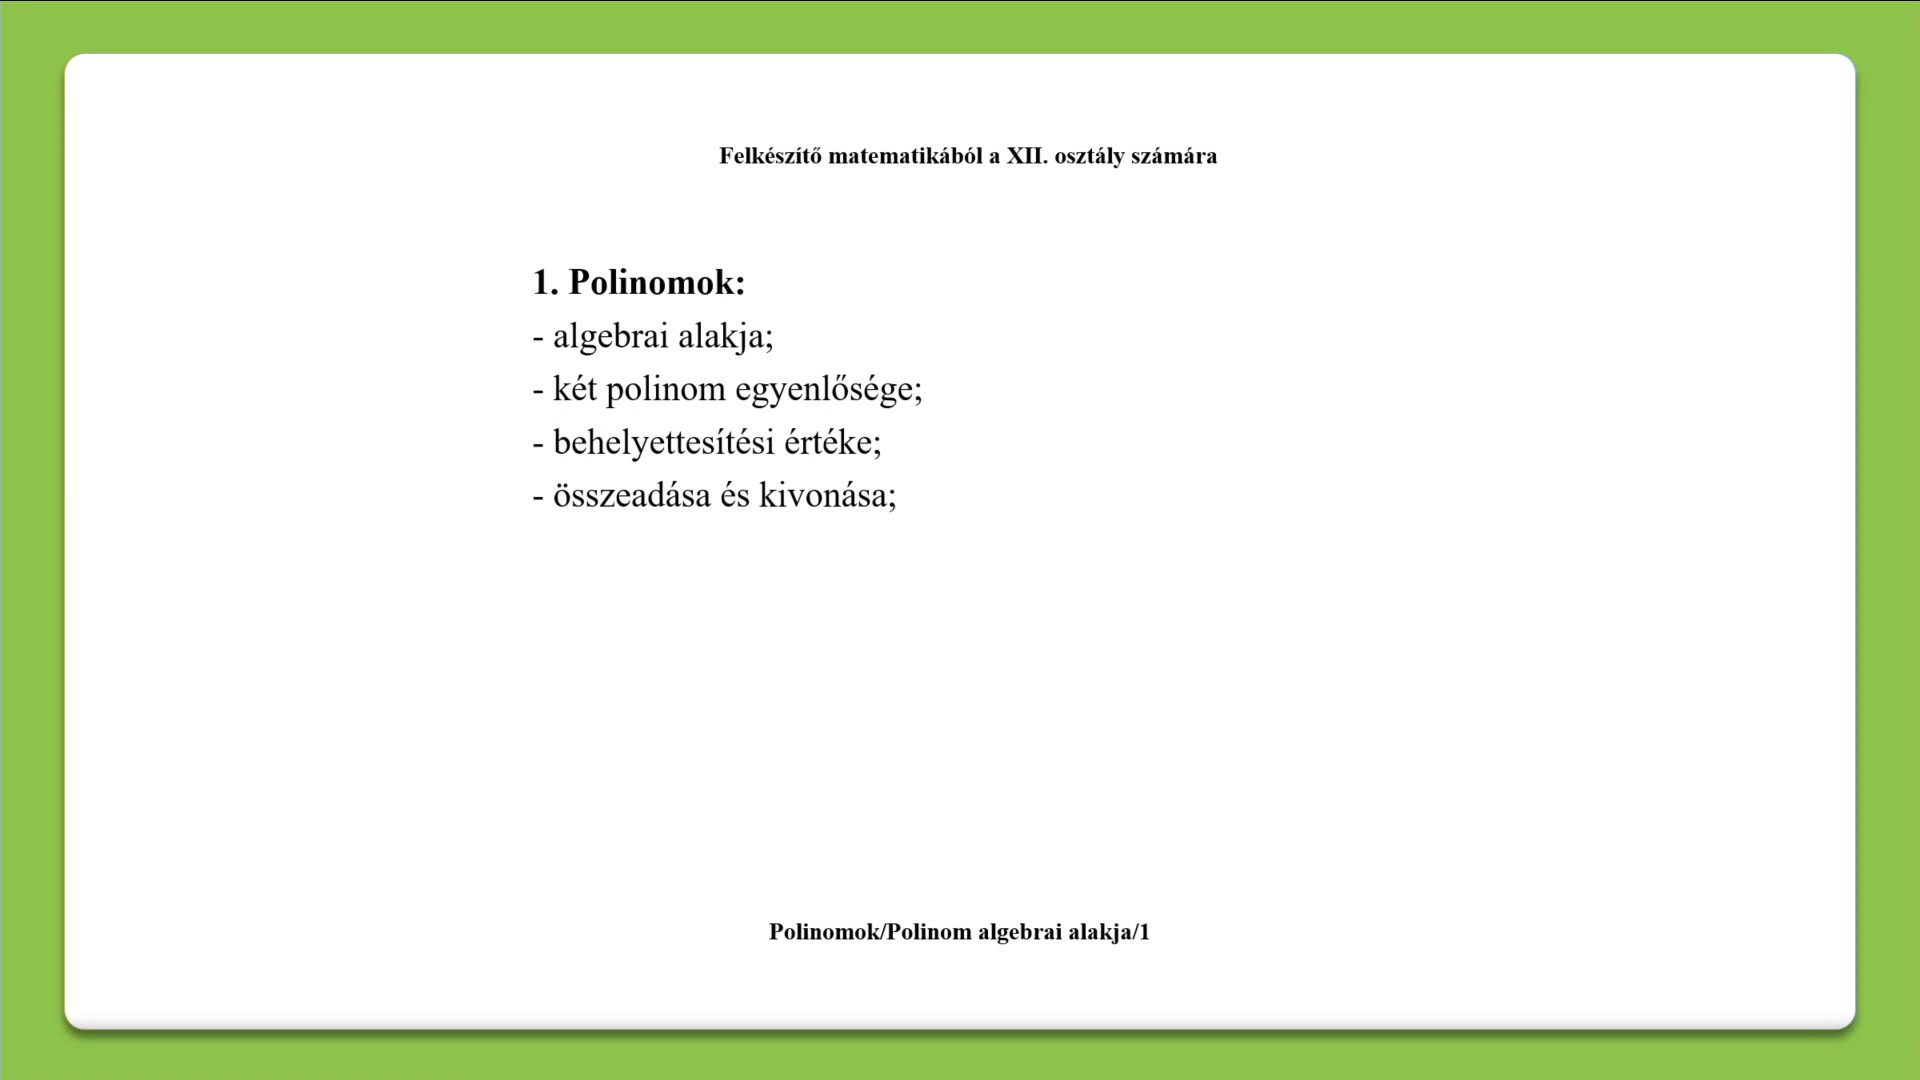 Felkészítő matematikából a XII. osztály számára
1. Polinomok:
- algebrai alakja;
- két polinom egyenlősége;
- behelyettesítési értéke;
- összeadása és kivonása;
Polinomok/Polinom algebrai alakja/1